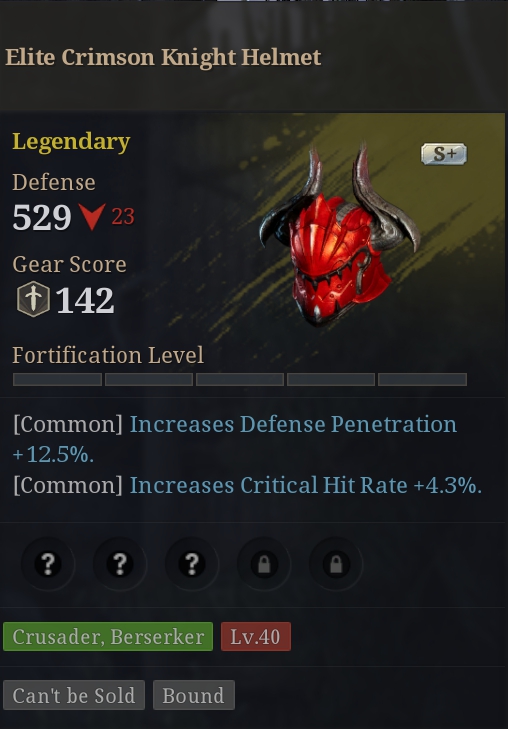 Elite Crimson Knight Helmet
Legendary
S+
Defense
529 23
Gear Score
142
Fortification Level
[Common] Increases Defense Penetration
+12.5%.
[Common] Increases Critical Hit Rate +4.3%.
? ? ?
Crusader, Berserker Lv.40
Can't be Sold Bound